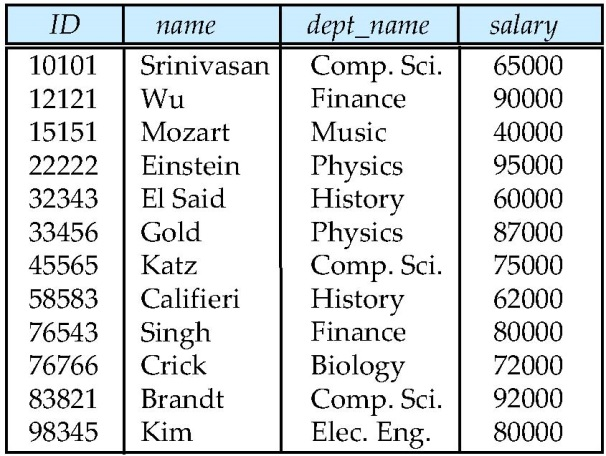 ID name dept_name salary
10101 Srinivasan Comp. Sci. 65000
12121 Wu Finance 90000
15151 Mozart Music 40000
22222 Einstein Physics 95000
32343 El Said History 60000
33456 Gold Physics 87000
45565 Katz Comp. Sci. 75000
58583 Califieri History 62000
76543 Singh Finance 80000
76766 Crick Biology 72000
83821 Brandt Comp. Sci. 92000
98345 Kim Elec. Eng. 80000